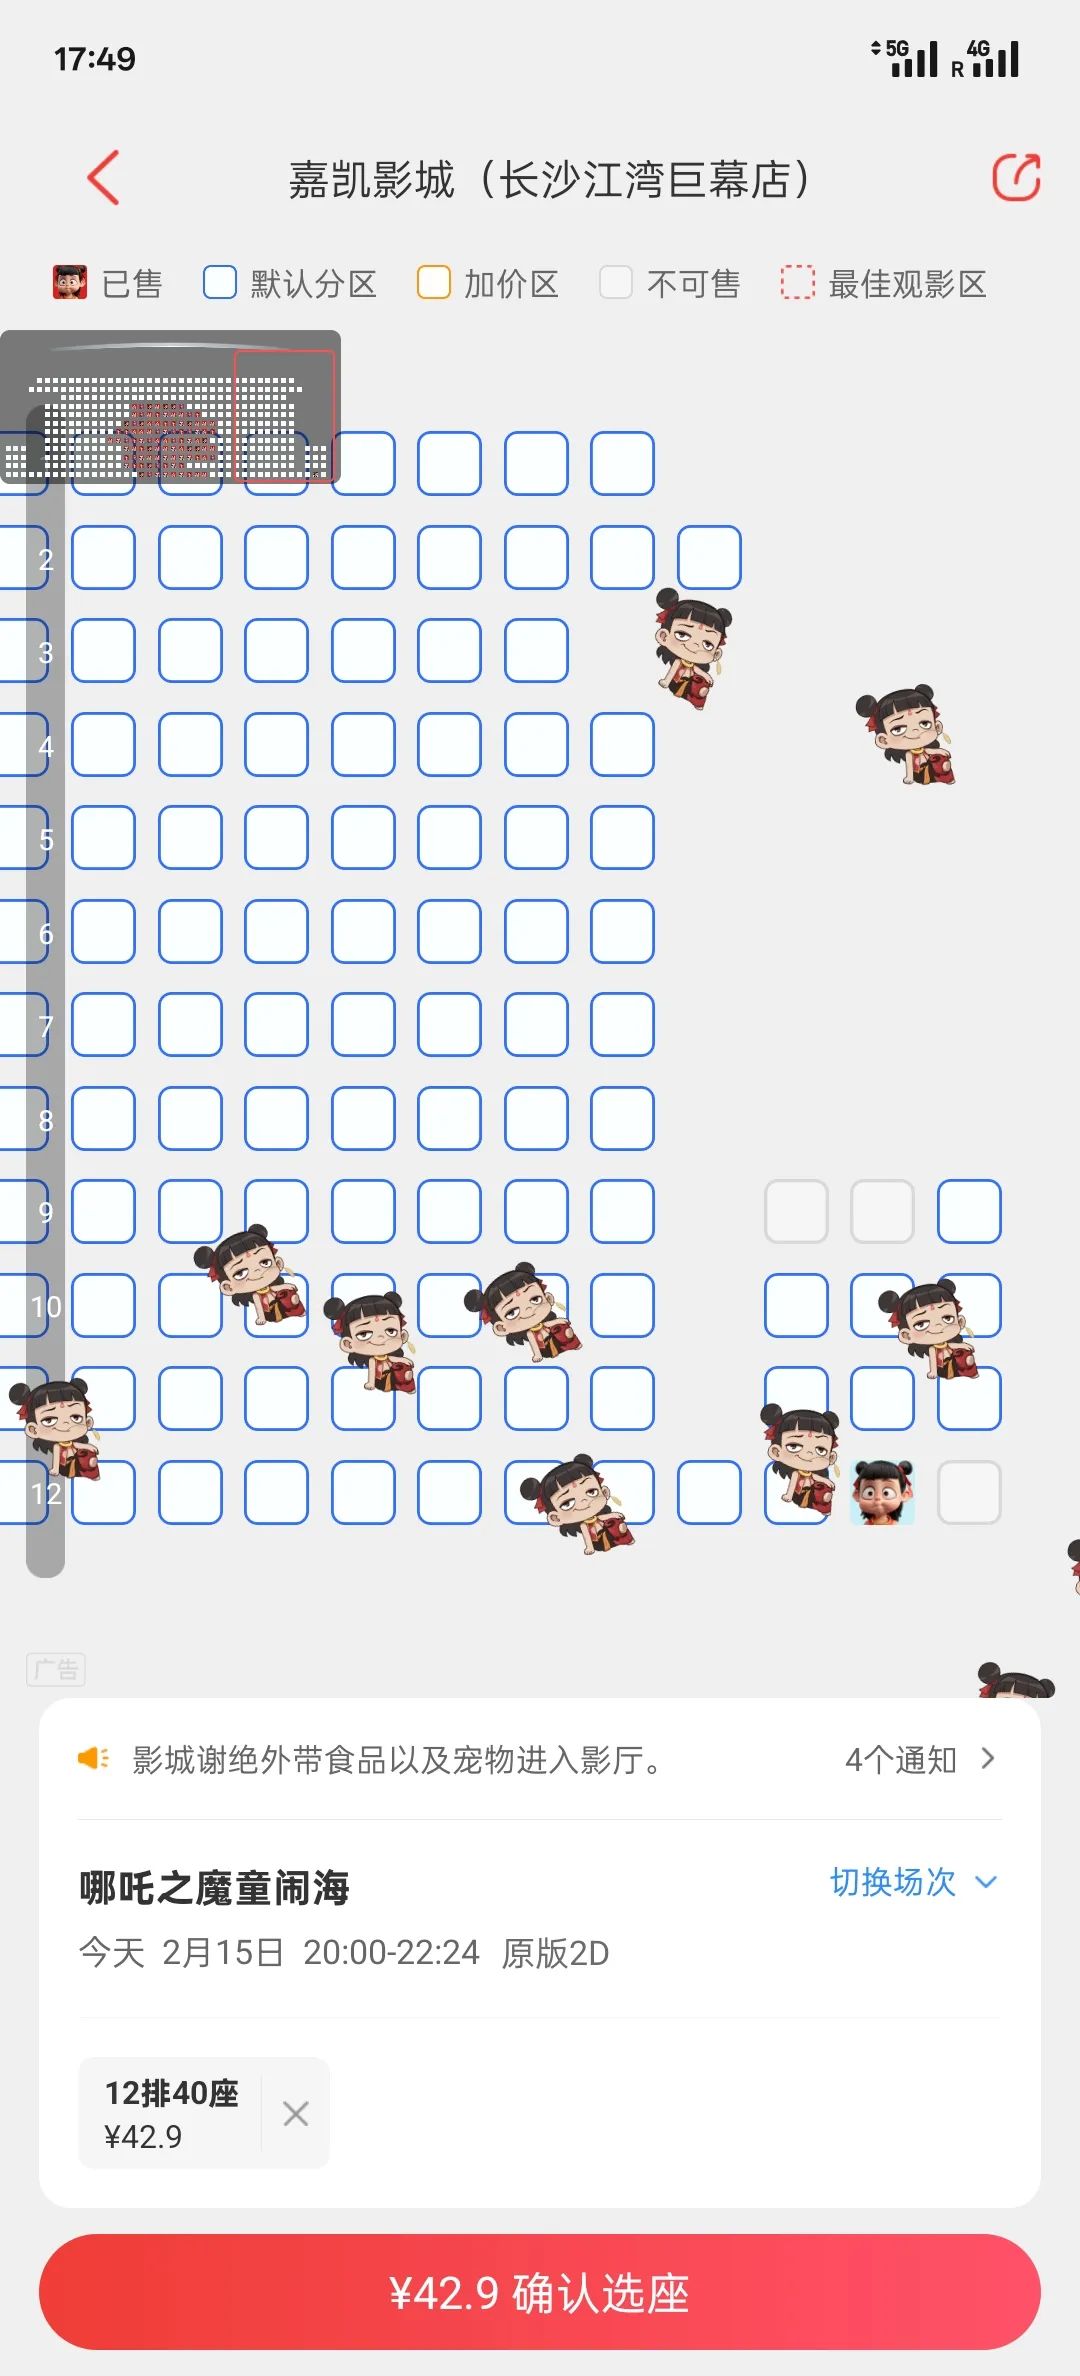 17:49
5G
R 4G
嘉凯影城（长沙江湾巨幕店）
已售 默认分区 加价区 不可售 最佳观影区
2
3
4
5
6
7
8
9
10
12
广告
影城谢绝外带食品以及宠物进入影厅。 4个通知
哪吒之魔童闹海 切换场次
今天 2月15日 20:00-22:24 原版2D
12排40座
¥42.9
¥42.9 确认选座